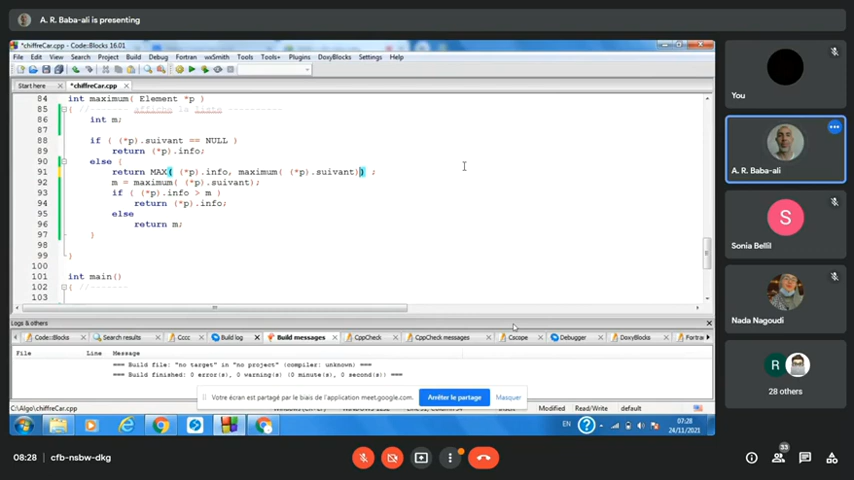 A. R. Baba-ali is presenting
*chiffreCar.cpp - Code::Blocks 16.01
File Edit View Search Project Build Debug Fortran wxSmith Tools Tools+ Plugins DoxyBlocks Settings Help
Start here *chiffreCar.cpp
84 int maximum( Element *p )
85 { //------- affiche la liste ----------
86 int m;
87
88 if ( (*p).suivant == NULL )
89 return (*p).info;
90 else {
91 return MAX( (*p).info, maximum( (*p).suivant)) ;
92 m = maximum( (*p).suivant);
93 if ( (*p).info > m )
94 return (*p).info;
95 else
96 return m;
97 }
98
99 }
100
101 int main()
102 { //-------
103
Logs & others
Code::Blocks Search results Cccc Build log Build messages CppCheck CppCheck messages Cscope Debugger DoxyBlocks Fortran
File Line Message
=== Build file: "no target" in "no project" (compiler: unknown) ===
=== Build finished: 0 error(s), 0 warning(s) (0 minute(s), 0 second(s)) ===
Votre écran est partagé par le biais de l'application meet.google.com.
Arrêter le partage
Masquer
C:\Algo\chiffreCar.cpp
Modified Read/Write default
EN
07:28
24/11/2021
You
A. R. Baba-ali
S
Sonia Bellil
Nada Nagoudi
R
28 others
08:28 cfb-nsbw-dkg
33